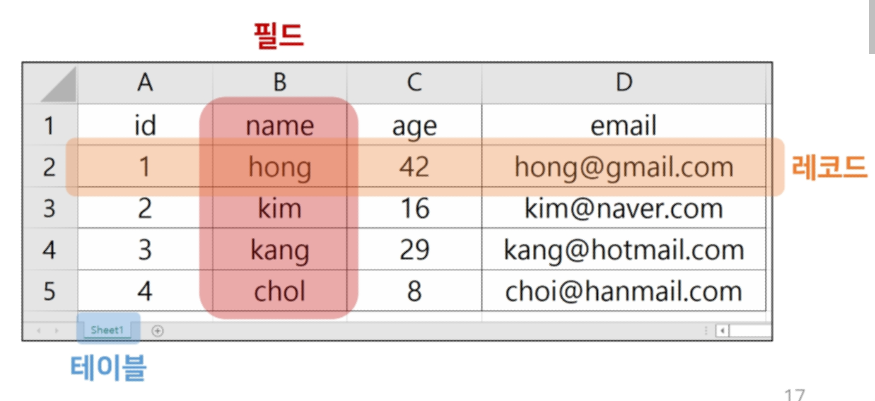 필드
A B C D
1 id name age email
2 1 hong 42 hong@gmail.com 레코드
3 2 kim 16 kim@naver.com
4 3 kang 29 kang@hotmail.com
5 4 chol 8 choi@hanmail.com
Sheet1
테이블
17